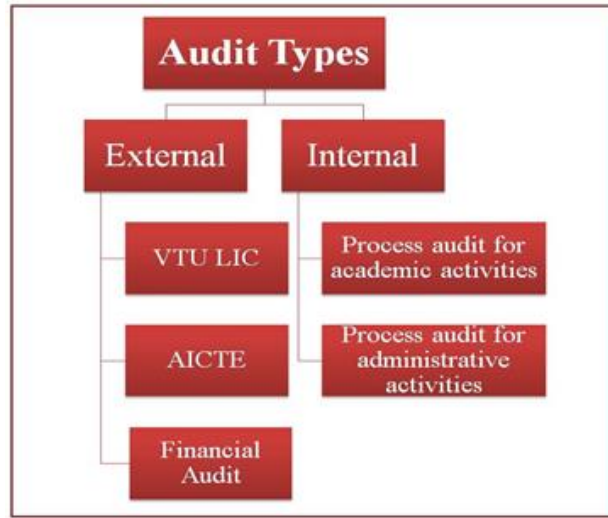 Audit Types
External
Internal
VTU LIC
Process audit for
academic activities
AICTE
Process audit for
administrative
activities
Financial
Audit